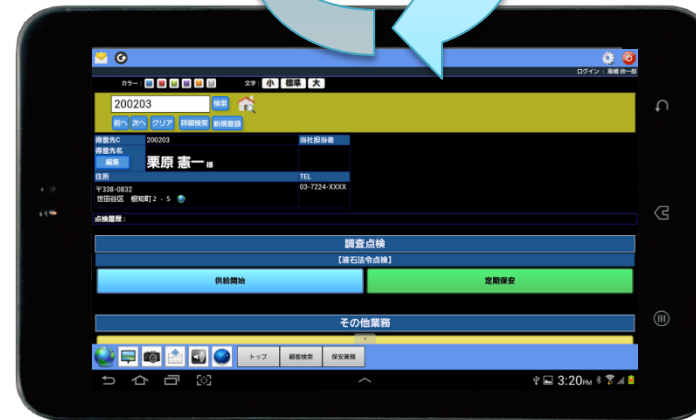 ログイン : 高橋 欣一郎
カラー : 文字 : 小 標準 大
200203 検索
前へ 次へ クリア 詳細検索 新規登録
得意先C 200203 当社担当者
得意先名
編集 栗原 憲一 様
住所 TEL
〒338-0832 03-7224-XXXX
世田谷区 根知町 2 - 5
点検履歴 :
調査点検
【液石法令点検】
供給開始 定期保安
その他業務
トップ 顧客検索 保安業務
3:20PM